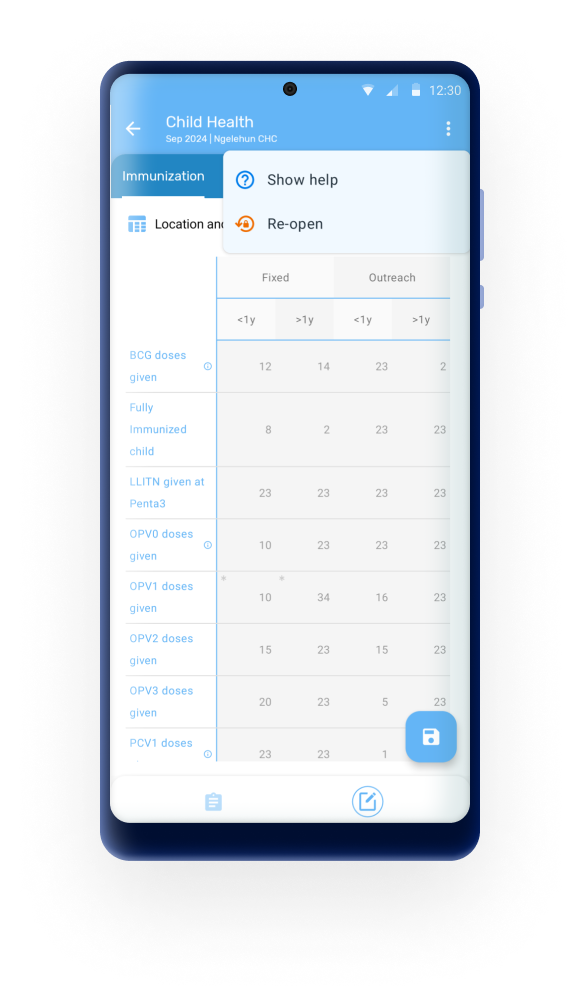 12:30
Child Health
Sep 2024 | Ngelehun CHC
Immunization
Show help
Re-open
Location and
Fixed Outreach
<1y >1y <1y >1y
BCG doses
given
12 14 23 2
Fully
Immunized
child
8 2 23 23
LLITN given at
Penta3
23 23 23 23
OPV0 doses
given
10 23 23 23
OPV1 doses
given
* *
10 34 16 23
OPV2 doses
given
15 23 15 23
OPV3 doses
given
20 23 5 23
PCV1 doses
23 23 1